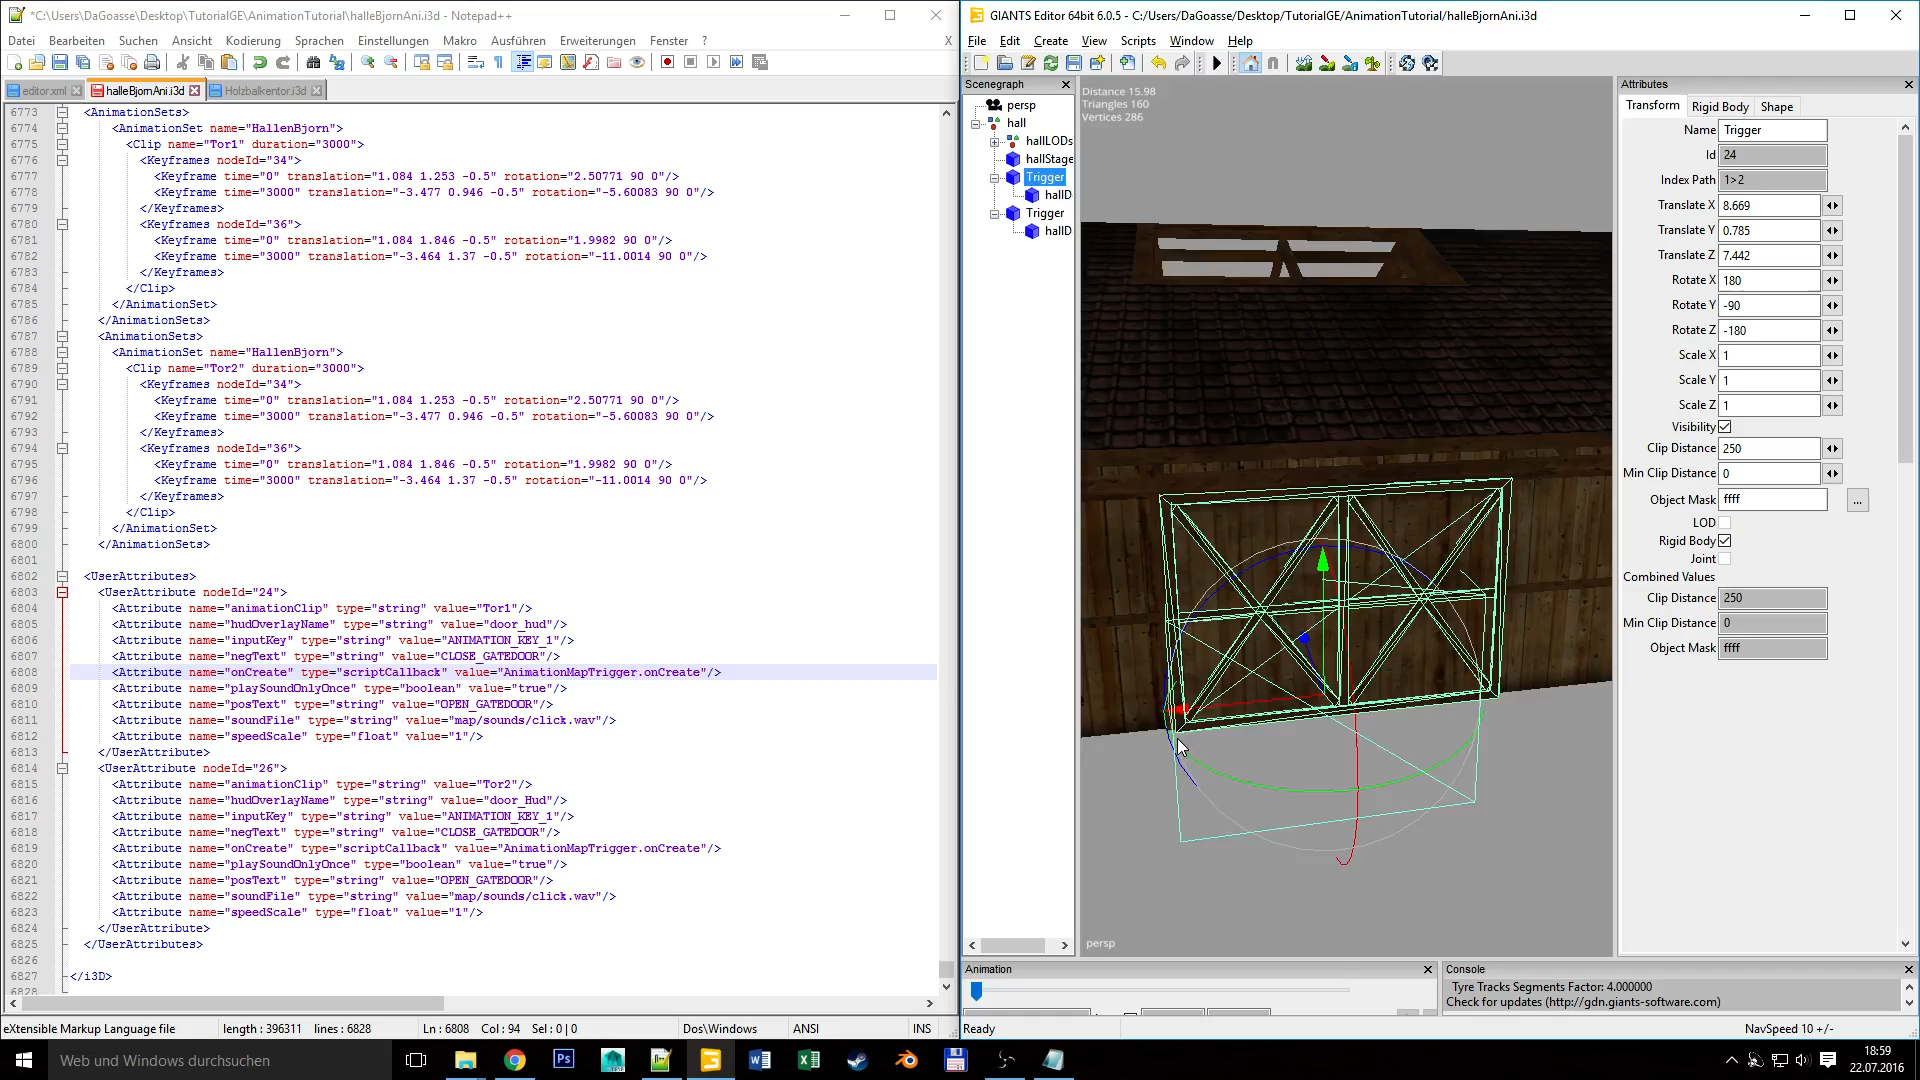 *C:\Users\DaGoasse\Desktop\TutorialGE\AnimationTutorial\halleBjornAni.i3d - Notepad++
Datei Bearbeiten Suchen Ansicht Kodierung Sprachen Einstellungen Makro Ausführen Erweiterungen Fenster ? X
editor.xml halleBjornAni.i3d Holzbalkentor.i3d
6773 <AnimationSets>
6774 <AnimationSet name="HallenBjorn">
6775 <Clip name="Tor1" duration="3000">
6776 <Keyframes nodeId="34">
6777 <Keyframe time="0" translation="1.084 1.253 -0.5" rotation="2.50771 90 0"/>
6778 <Keyframe time="3000" translation="-3.477 0.946 -0.5" rotation="-5.60083 90 0"/>
6779 </Keyframes>
6780 <Keyframes nodeId="36">
6781 <Keyframe time="0" translation="1.084 1.846 -0.5" rotation="1.9982 90 0"/>
6782 <Keyframe time="3000" translation="-3.464 1.37 -0.5" rotation="-11.0014 90 0"/>
6783 </Keyframes>
6784 </Clip>
6785 </AnimationSet>
6786 </AnimationSets>
6787 <AnimationSets>
6788 <AnimationSet name="HallenBjorn">
6789 <Clip name="Tor2" duration="3000">
6790 <Keyframes nodeId="34">
6791 <Keyframe time="0" translation="1.084 1.253 -0.5" rotation="2.50771 90 0"/>
6792 <Keyframe time="3000" translation="-3.477 0.946 -0.5" rotation="-5.60083 90 0"/>
6793 </Keyframes>
6794 <Keyframes nodeId="36">
6795 <Keyframe time="0" translation="1.084 1.846 -0.5" rotation="1.9982 90 0"/>
6796 <Keyframe time="3000" translation="-3.464 1.37 -0.5" rotation="-11.0014 90 0"/>
6797 </Keyframes>
6798 </Clip>
6799 </AnimationSet>
6800 </AnimationSets>
6801
6802 <UserAttributes>
6803 <UserAttribute nodeId="24">
6804 <Attribute name="animationClip" type="string" value="Tor1"/>
6805 <Attribute name="hudOverlayName" type="string" value="door_hud"/>
6806 <Attribute name="inputKey" type="string" value="ANIMATION_KEY_1"/>
6807 <Attribute name="negText" type="string" value="CLOSE_GATEDOOR"/>
6808 <Attribute name="onCreate" type="scriptCallback" value="AnimationMapTrigger.onCreate"/>
6809 <Attribute name="playSoundOnlyOnce" type="boolean" value="true"/>
6810 <Attribute name="posText" type="string" value="OPEN_GATEDOOR"/>
6811 <Attribute name="soundFile" type="string" value="map/sounds/click.wav"/>
6812 <Attribute name="speedScale" type="float" value="1"/>
6813 </UserAttribute>
6814 <UserAttribute nodeId="26">
6815 <Attribute name="animationClip" type="string" value="Tor2"/>
6816 <Attribute name="hudOverlayName" type="string" value="door_Hud"/>
6817 <Attribute name="inputKey" type="string" value="ANIMATION_KEY_1"/>
6818 <Attribute name="negText" type="string" value="CLOSE_GATEDOOR"/>
6819 <Attribute name="onCreate" type="scriptCallback" value="AnimationMapTrigger.onCreate"/>
6820 <Attribute name="playSoundOnlyOnce" type="boolean" value="true"/>
6821 <Attribute name="posText" type="string" value="OPEN_GATEDOOR"/>
6822 <Attribute name="soundFile" type="string" value="map/sounds/click.wav"/>
6823 <Attribute name="speedScale" type="float" value="1"/>
6824 </UserAttribute>
6825 </UserAttributes>
6826
6827 </i3D>
6828
eXtensible Markup Language file length : 396311 lines : 6828 Ln : 6808 Col : 94 Sel : 0 | 0 Dos\Windows ANSI INS
GIANTS Editor 64bit 6.0.5 - C:/Users/DaGoasse/Desktop/TutorialGE/AnimationTutorial/halleBjornAni.i3d
File Edit Create View Scripts Window Help
Scenegraph
persp
hall
hallLODs
hallStage
Trigger
hallD
Trigger
hallD
Distance 15.98
Triangles 160
Vertices 286
persp
Attributes
Transform Rigid Body Shape
Name Trigger
Id 24
Index Path 1>2
Translate X 8.669
Translate Y 0.785
Translate Z 7.442
Rotate X 180
Rotate Y -90
Rotate Z -180
Scale X 1
Scale Y 1
Scale Z 1
Visibility
Clip Distance 250
Min Clip Distance 0
Object Mask ffff ...
LOD
Rigid Body
Joint
Combined Values
Clip Distance 250
Min Clip Distance 0
Object Mask ffff
Animation
Console
Tyre Tracks Segments Factor: 4.000000
Check for updates (http://gdn.giants-software.com)
Ready NavSpeed 10 +/-
Web und Windows durchsuchen
18:59
22.07.2016